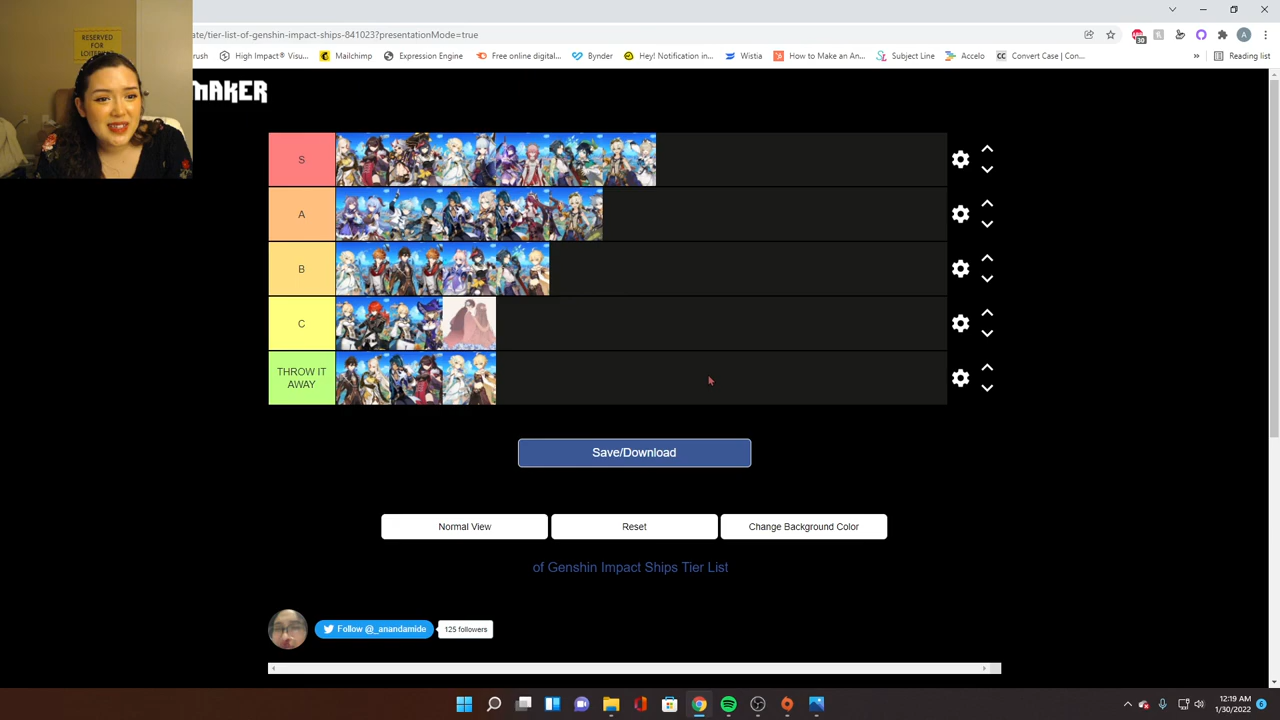 RESERVED
FOR
ate/tier-list-of-genshin-impact-ships-841023?presentationMode=true
30
A
rush
High Impact® Visu...
Mailchimp
Expression Engine
Free online digital...
Bynder
Hey! Notification in...
Wistia
How to Make an An...
Subject Line
Accelo
CC
Convert Case | Con...
»
Reading list
MAKER
S
A
B
C
THROW IT
AWAY
Save/Download
Normal View
Reset
Change Background Color
of Genshin Impact Ships Tier List
Follow @_anandamide
125 followers
12:19 AM
1/30/2022
6